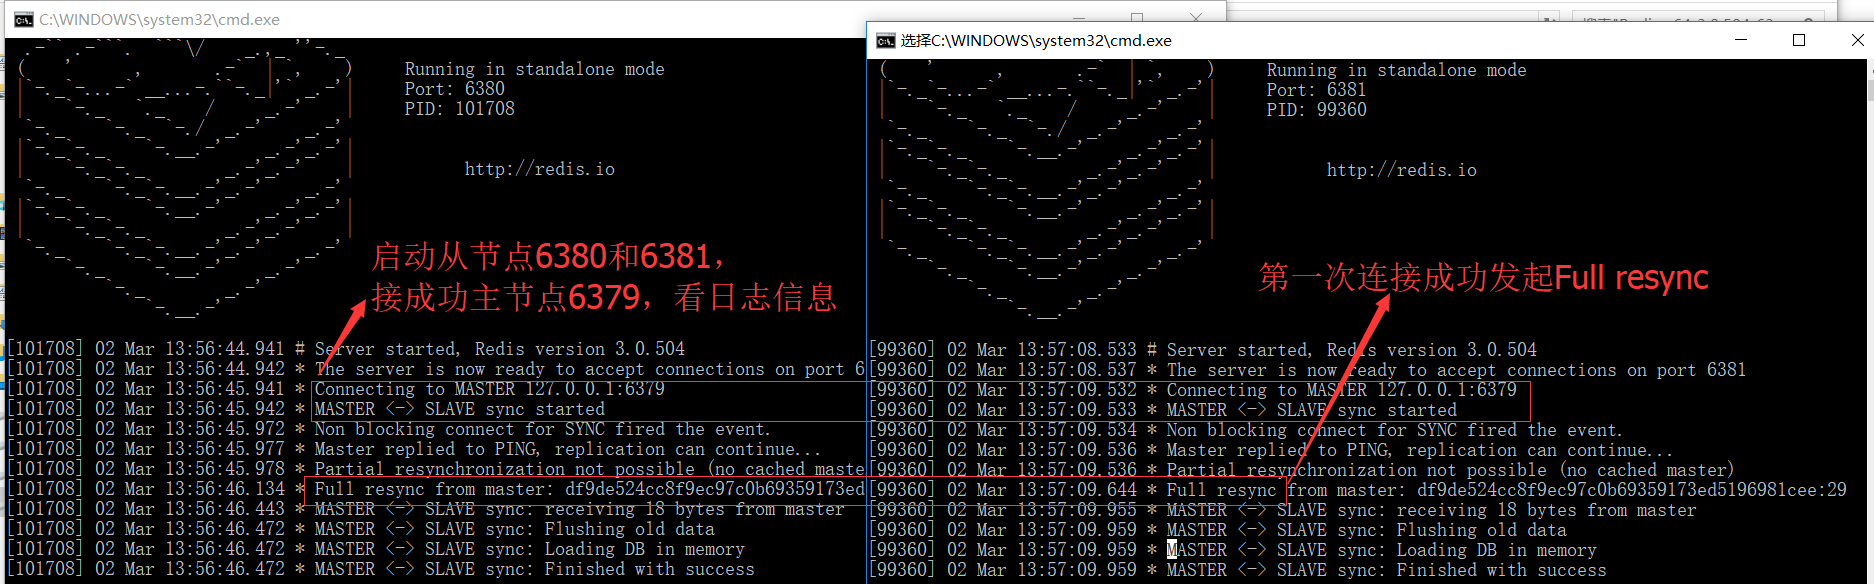 C:\WINDOWS\system32\cmd.exe
Running in standalone mode
Port: 6380
PID: 101708
http://redis.io
启动从节点6380和6381，
接成功主节点6379，看日志信息
[101708] 02 Mar 13:56:44.941 # Server started, Redis version 3.0.504
[101708] 02 Mar 13:56:44.942 * The server is now ready to accept connections on port 6
[101708] 02 Mar 13:56:45.941 * Connecting to MASTER 127.0.0.1:6379
[101708] 02 Mar 13:56:45.942 * MASTER <-> SLAVE sync started
[101708] 02 Mar 13:56:45.972 * Non blocking connect for SYNC fired the event.
[101708] 02 Mar 13:56:45.977 * Master replied to PING, replication can continue...
[101708] 02 Mar 13:56:45.978 * Partial resynchronization not possible (no cached maste
[101708] 02 Mar 13:56:46.134 * Full resync from master: df9de524cc8f9ec97c0b69359173ed
[101708] 02 Mar 13:56:46.443 * MASTER <-> SLAVE sync: receiving 18 bytes from master
[101708] 02 Mar 13:56:46.472 * MASTER <-> SLAVE sync: Flushing old data
[101708] 02 Mar 13:56:46.472 * MASTER <-> SLAVE sync: Loading DB in memory
[101708] 02 Mar 13:56:46.472 * MASTER <-> SLAVE sync: Finished with success
选择C:\WINDOWS\system32\cmd.exe
Running in standalone mode
Port: 6381
PID: 99360
http://redis.io
第一次连接成功发起Full resync
[99360] 02 Mar 13:57:08.533 # Server started, Redis version 3.0.504
[99360] 02 Mar 13:57:08.537 * The server is now ready to accept connections on port 6381
[99360] 02 Mar 13:57:09.532 * Connecting to MASTER 127.0.0.1:6379
[99360] 02 Mar 13:57:09.533 * MASTER <-> SLAVE sync started
[99360] 02 Mar 13:57:09.534 * Non blocking connect for SYNC fired the event.
[99360] 02 Mar 13:57:09.536 * Master replied to PING, replication can continue...
[99360] 02 Mar 13:57:09.536 * Partial resynchronization not possible (no cached master)
[99360] 02 Mar 13:57:09.644 * Full resync from master: df9de524cc8f9ec97c0b69359173ed5196981cee:29
[99360] 02 Mar 13:57:09.955 * MASTER <-> SLAVE sync: receiving 18 bytes from master
[99360] 02 Mar 13:57:09.959 * MASTER <-> SLAVE sync: Flushing old data
[99360] 02 Mar 13:57:09.959 * MASTER <-> SLAVE sync: Loading DB in memory
[99360] 02 Mar 13:57:09.959 * MASTER <-> SLAVE sync: Finished with success